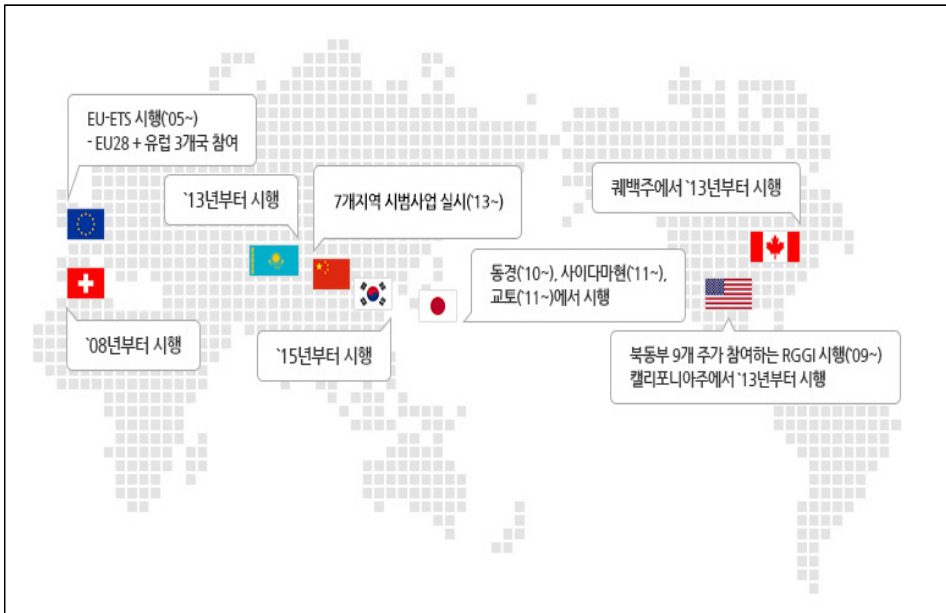 EU-ETS 시행('05~)
- EU28 + 유럽 3개국 참여
`13년부터 시행
7개지역 시범사업 실시('13~)
퀘백주에서 `13년부터 시행
동경('10~), 사이다마현('11~),
교토('11~)에서 시행
`08년부터 시행
`15년부터 시행
북동부 9개 주가 참여하는 RGGI 시행('09~)
캘리포니아주에서 `13년부터 시행